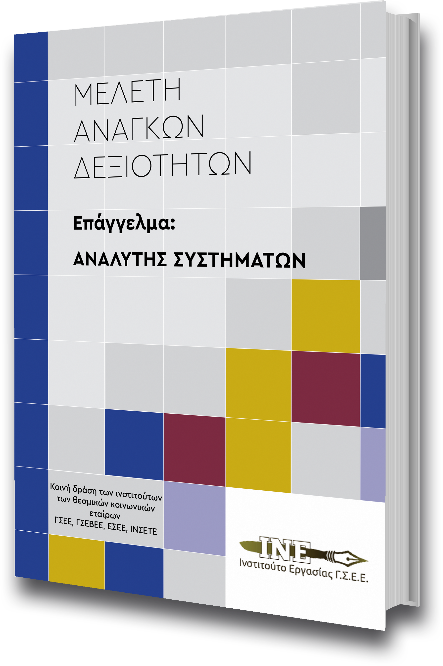 ΜΕΛΕΤΗ
ΑΝΑΓΚΩΝ
ΔΕΞΙΟΤΗΤΩΝ
Επάγγελμα:
ΑΝΑΛΥΤΗΣ ΣΥΣΤΗΜΑΤΩΝ
Κοινή δράση των ινστιτούτων
των θεσμικών κοινωνικών
εταίρων
ΓΣΕΕ, ΓΣΕΒΕΕ, ΕΣΕΕ, ΙΝΣΕΤΕ
ΙΝΕ
Ινστιτούτο Εργασίας Γ.Σ.Ε.Ε.